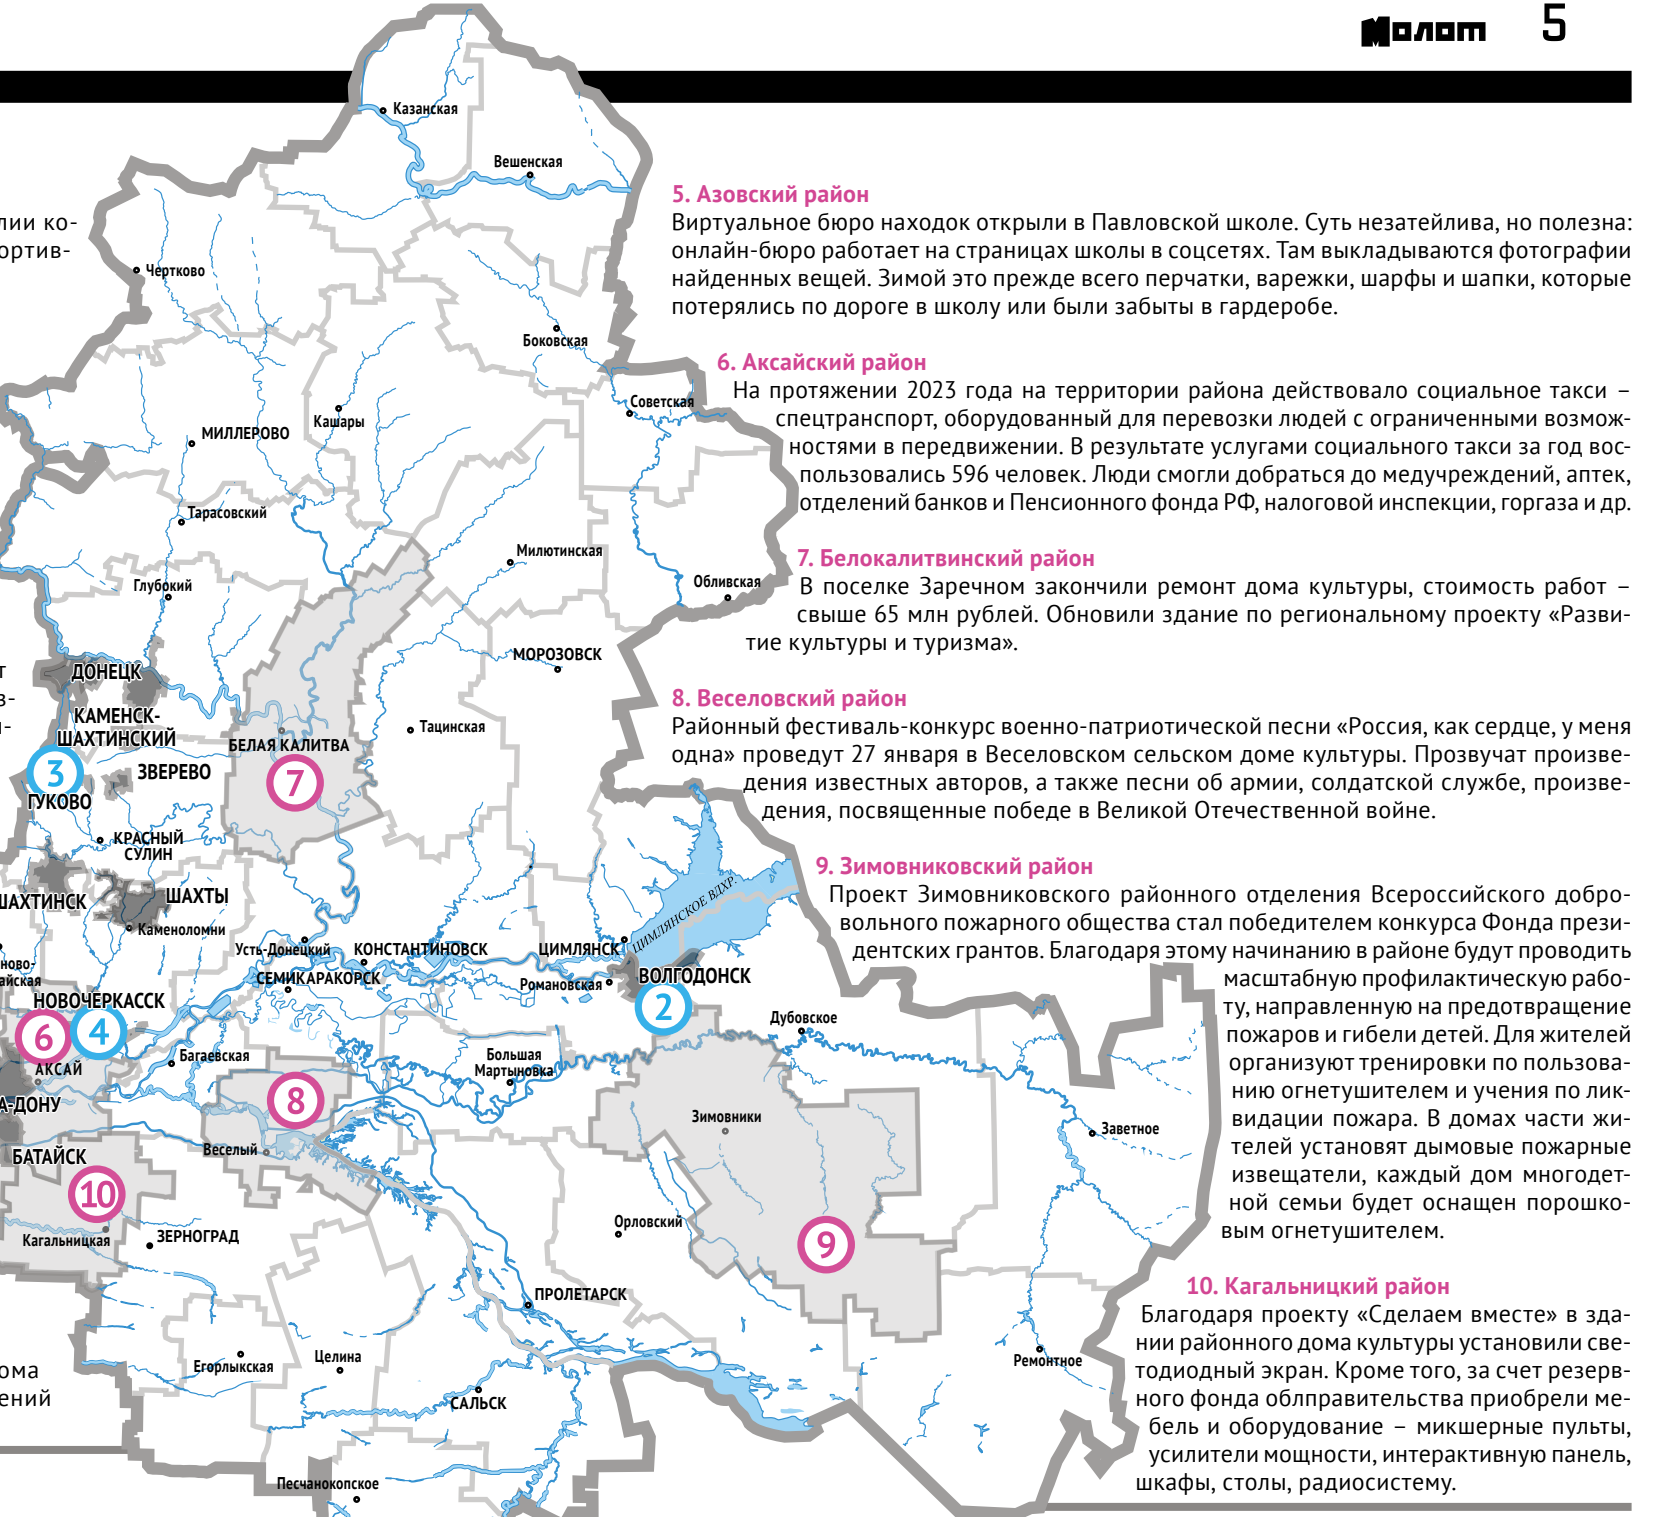 Молот 5
лии ко-
ортив-
т
в-
ома
ений
5. Азовский район
Виртуальное бюро находок открыли в Павловской школе. Суть незатейлива, но полезна:
онлайн-бюро работает на страницах школы в соцсетях. Там выкладываются фотографии
найденных вещей. Зимой это прежде всего перчатки, варежки, шарфы и шапки, которые
потерялись по дороге в школу или были забыты в гардеробе.
6. Аксайский район
На протяжении 2023 года на территории района действовало социальное такси –
спецтранспорт, оборудованный для перевозки людей с ограниченными возмож-
ностями в передвижении. В результате услугами социального такси за год вос-
пользовались 596 человек. Люди смогли добраться до медучреждений, аптек,
отделений банков и Пенсионного фонда РФ, налоговой инспекции, горгаза и др.
7. Белокалитвинский район
В поселке Заречном закончили ремонт дома культуры, стоимость работ –
свыше 65 млн рублей. Обновили здание по региональному проекту «Разви-
тие культуры и туризма».
8. Веселовский район
Районный фестиваль-конкурс военно-патриотической песни «Россия, как сердце, у меня
одна» проведут 27 января в Веселовском сельском доме культуры. Прозвучат произве-
дения известных авторов, а также песни об армии, солдатской службе, произве-
дения, посвященные победе в Великой Отечественной войне.
9. Зимовниковский район
Проект Зимовниковского районного отделения Всероссийского добро-
вольного пожарного общества стал победителем конкурса Фонда прези-
дентских грантов. Благодаря этому начинанию в районе будут проводить
масштабную профилактическую рабо-
ту, направленную на предотвращение
пожаров и гибели детей. Для жителей
организуют тренировки по пользова-
нию огнетушителем и учения по лик-
видации пожара. В домах части жи-
телей установят дымовые пожарные
извещатели, каждый дом многодет-
ной семьи будет оснащен порошко-
вым огнетушителем.
10. Кагальницкий район
Благодаря проекту «Сделаем вместе» в зда-
нии районного дома культуры установили све-
тодиодный экран. Кроме того, за счет резерв-
ного фонда облправительства приобрели ме-
бель и оборудование – микшерные пульты,
усилители мощности, интерактивную панель,
шкафы, столы, радиосистему.
Казанская
Вешенская
Чертково
Боковская
Советская
Кашары
МИЛЛЕРОВО
Тарасовский
Милютинская
Обливская
Глубокий
МОРОЗОВСК
ДОНЕЦК
КАМЕНСК-
ШАХТИНСКИЙ
Тацинская
БЕЛАЯ КАЛИТВА
3
ЗВЕРЕВО
7
ГУКОВО
КРАСНЫЙ
СУЛИН
ШАХТИНСК
ШАХТЫ
Каменоломни
ЦИМЛЯНСКОЕ ВДХР.
Усть-Донецкий
КОНСТАНТИНОВСК
ЦИМЛЯНСК
ново-
айская
СЕМИКАРАКОРСК
Романовская
ВОЛГОДОНСК
НОВОЧЕРКАССК
2
Дубовское
6
4
Багаевская
Большая
Мартыновка
АКСАЙ
8
А-ДОНУ
Зимовники
Заветное
БАТАЙСК
Веселый
10
Орловский
Кагальницкая
ЗЕРНОГРАД
9
ПРОЛЕТАРСК
Егорлыкская
Целина
Ремонтное
САЛЬСК
Песчанокопское